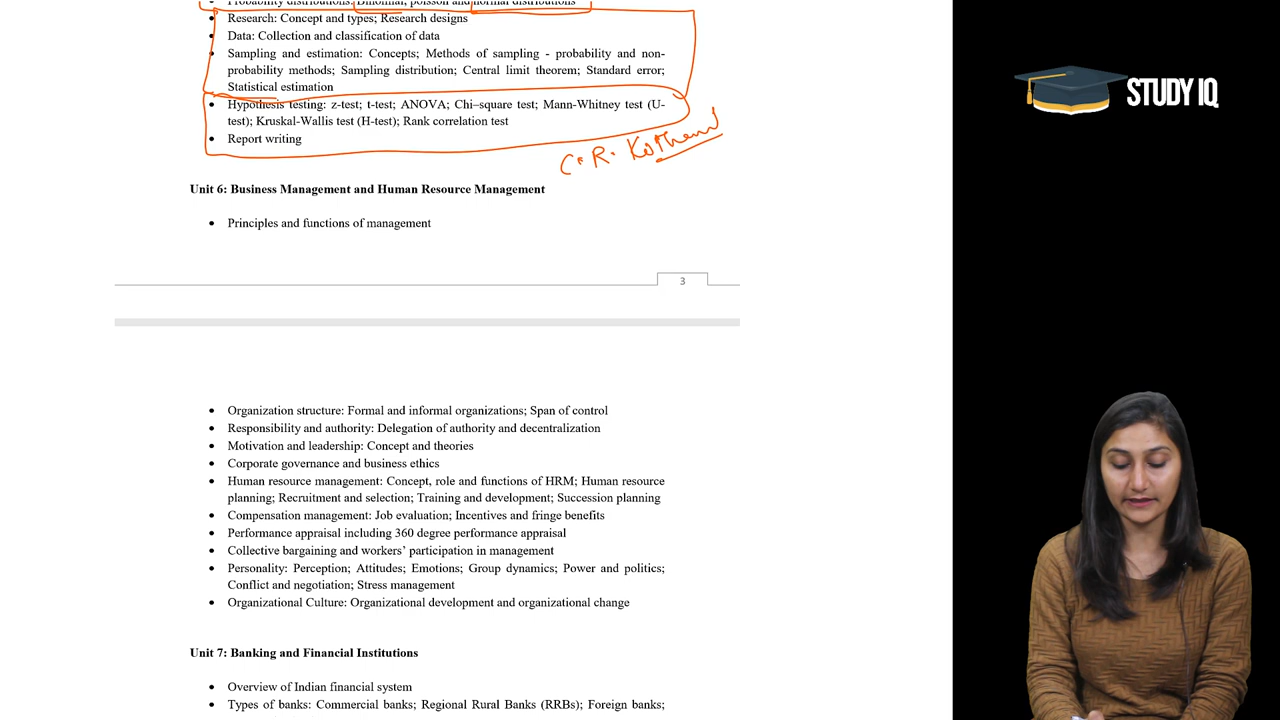 Probability distributions: Binomial, poisson and normal distributions
• Research: Concept and types; Research designs
• Data: Collection and classification of data
• Sampling and estimation: Concepts; Methods of sampling - probability and non-
probability methods; Sampling distribution; Central limit theorem; Standard error;
Statistical estimation
• Hypothesis testing: z-test; t-test; ANOVA; Chi–square test; Mann-Whitney test (U-
test); Kruskal-Wallis test (H-test); Rank correlation test
• Report writing
C. R. Kothari
Unit 6: Business Management and Human Resource Management
• Principles and functions of management
3
• Organization structure: Formal and informal organizations; Span of control
• Responsibility and authority: Delegation of authority and decentralization
• Motivation and leadership: Concept and theories
• Corporate governance and business ethics
• Human resource management: Concept, role and functions of HRM; Human resource
planning; Recruitment and selection; Training and development; Succession planning
• Compensation management: Job evaluation; Incentives and fringe benefits
• Performance appraisal including 360 degree performance appraisal
• Collective bargaining and workers’ participation in management
• Personality: Perception; Attitudes; Emotions; Group dynamics; Power and politics;
Conflict and negotiation; Stress management
• Organizational Culture: Organizational development and organizational change
Unit 7: Banking and Financial Institutions
• Overview of Indian financial system
• Types of banks: Commercial banks; Regional Rural Banks (RRBs); Foreign banks;
STUDY IQ